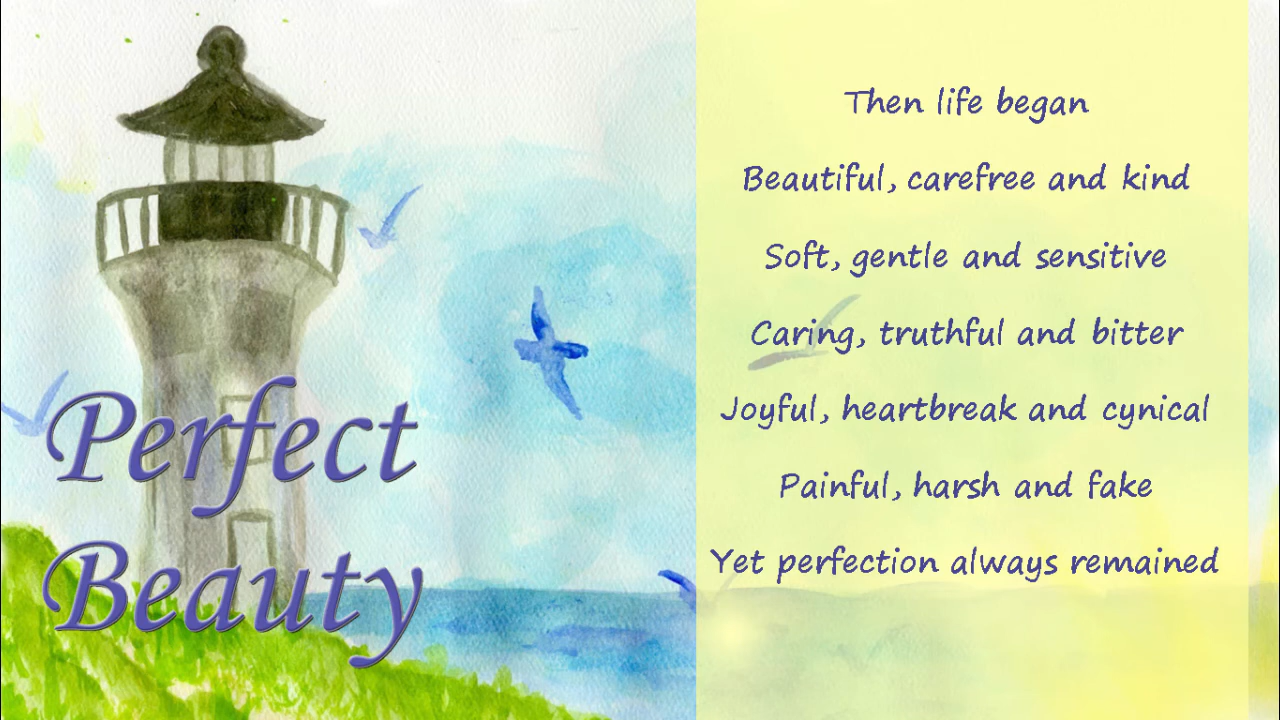 Perfect
Beauty
Then life began
Beautiful, carefree and kind
Soft, gentle and sensitive
Caring, truthful and bitter
Joyful, heartbreak and cynical
Painful, harsh and fake
Yet perfection always remained